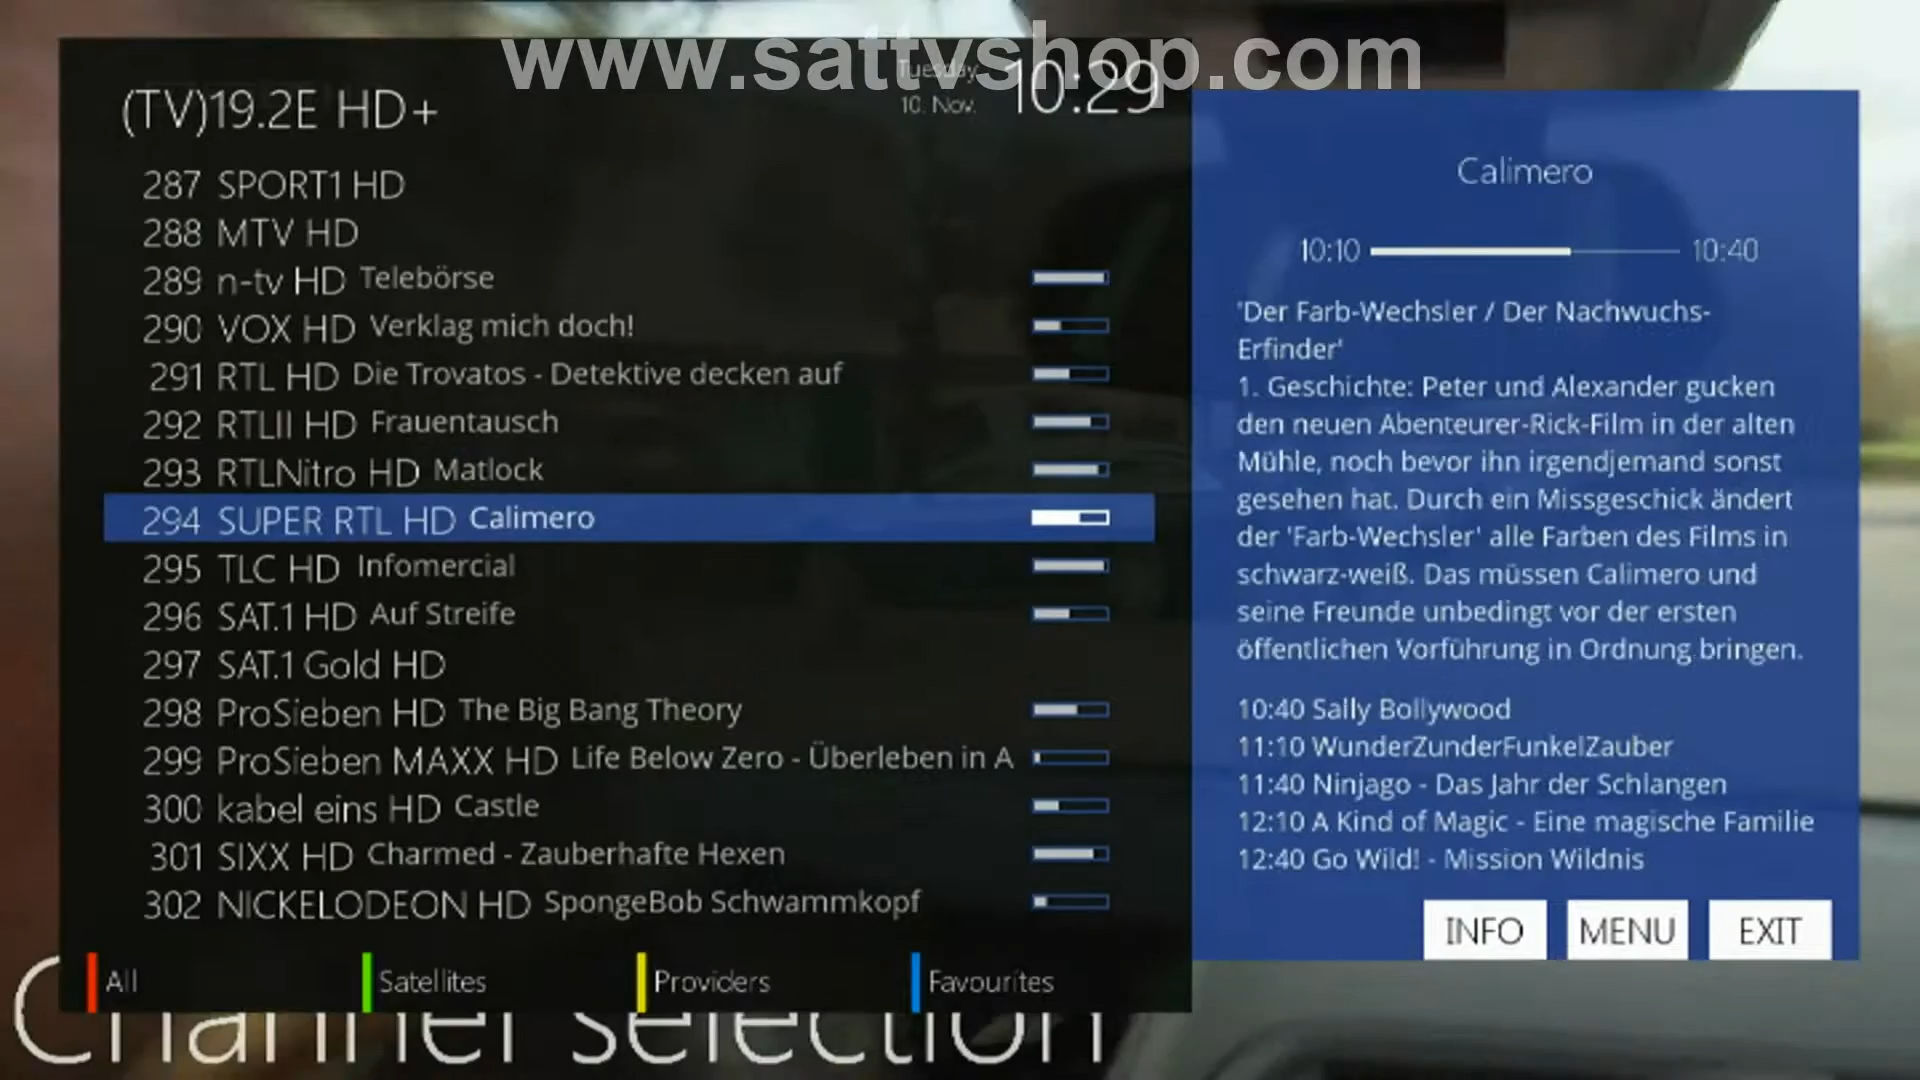 www.sattvshop.com
(TV)19.2E HD+
Tuesday
10. Nov.
10:29
287 SPORT1 HD
288 MTV HD
289 n-tv HD Telebörse
290 VOX HD Verklag mich doch!
291 RTL HD Die Trovatos - Detektive decken auf
292 RTLII HD Frauentausch
293 RTLNitro HD Matlock
294 SUPER RTL HD Calimero
295 TLC HD Infomercial
296 SAT.1 HD Auf Streife
297 SAT.1 Gold HD
298 ProSieben HD The Big Bang Theory
299 ProSieben MAXX HD Life Below Zero - Überleben in A
300 kabel eins HD Castle
301 SIXX HD Charmed - Zauberhafte Hexen
302 NICKELODEON HD SpongeBob Schwammkopf
All Satellites Providers Favourites
Channel selection
Calimero
10:10 10:40
'Der Farb-Wechsler / Der Nachwuchs-
Erfinder'
1. Geschichte: Peter und Alexander gucken
den neuen Abenteurer-Rick-Film in der alten
Mühle, noch bevor ihn irgendjemand sonst
gesehen hat. Durch ein Missgeschick ändert
der 'Farb-Wechsler' alle Farben des Films in
schwarz-weiß. Das müssen Calimero und
seine Freunde unbedingt vor der ersten
öffentlichen Vorführung in Ordnung bringen.
10:40 Sally Bollywood
11:10 WunderZunderFunkelZauber
11:40 Ninjago - Das Jahr der Schlangen
12:10 A Kind of Magic - Eine magische Familie
12:40 Go Wild! - Mission Wildnis
INFO MENU EXIT